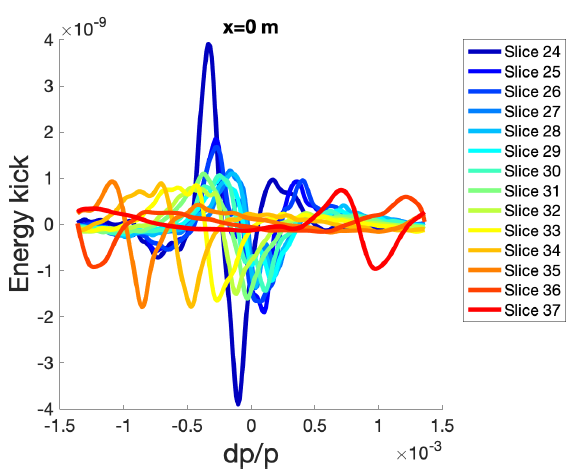 ×10⁻⁹
x=0 m
4
3
2
1
0
-1
-2
-3
-4
Energy kick
-1.5
-1
-0.5
0
0.5
1
1.5
dp/p
×10⁻³
Slice 24
Slice 25
Slice 26
Slice 27
Slice 28
Slice 29
Slice 30
Slice 31
Slice 32
Slice 33
Slice 34
Slice 35
Slice 36
Slice 37